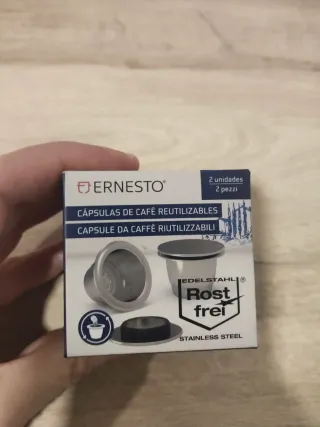 ERNESTO®
2 unidades
2 pezzi
CÁPSULAS DE CAFÉ REUTILIZABLES
CAPSULE DA CAFFÈ RIUTILIZZABILI
EDELSTAHL®
Rost
frei
STAINLESS STEEL